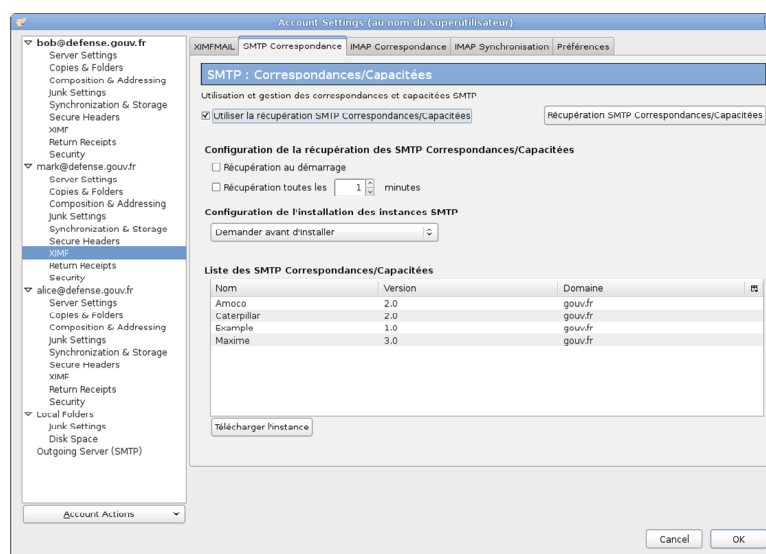 Account Settings (au nom du superutilisateur)
bob@defense.gouv.fr
Server Settings
Copies & Folders
Composition & Addressing
Junk Settings
Synchronization & Storage
Secure Headers
XIMF
Return Receipts
Security
mark@defense.gouv.fr
Server Settings
Copies & Folders
Composition & Addressing
Junk Settings
Synchronization & Storage
Secure Headers
XIMF
Return Receipts
Security
alice@defense.gouv.fr
Server Settings
Copies & Folders
Composition & Addressing
Junk Settings
Synchronization & Storage
Secure Headers
XIMF
Return Receipts
Security
Local Folders
Junk Settings
Disk Space
Outgoing Server (SMTP)
Account Actions
XIMFMAIL SMTP Correspondance IMAP Correspondance IMAP Synchronisation Préférences
SMTP : Correspondances/Capacitées
Utilisation et gestion des correspondances et capacitées SMTP
Utiliser la récupération SMTP Correspondances/Capacitées Récupération SMTP Correspondances/Capacitées
Configuration de la récupération des SMTP Correspondances/Capacitées
Récupération au démarrage
Récupération toutes les 1 minutes
Configuration de l'installation des instances SMTP
Demander avant d'installer
Liste des SMTP Correspondances/Capacitées
Nom Version Domaine
Amoco 2.0 gouv.fr
Caterpillar 2.0 gouv.fr
Example 1.0 gouv.fr
Maxime 3.0 gouv.fr
Télécharger l'instance
Cancel OK